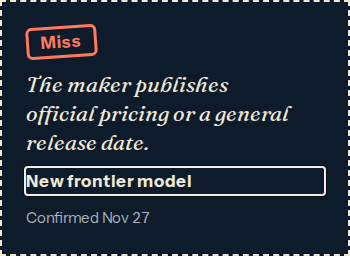 Miss
The maker publishes
official pricing or a general
release date.
New frontier model
Confirmed Nov 27